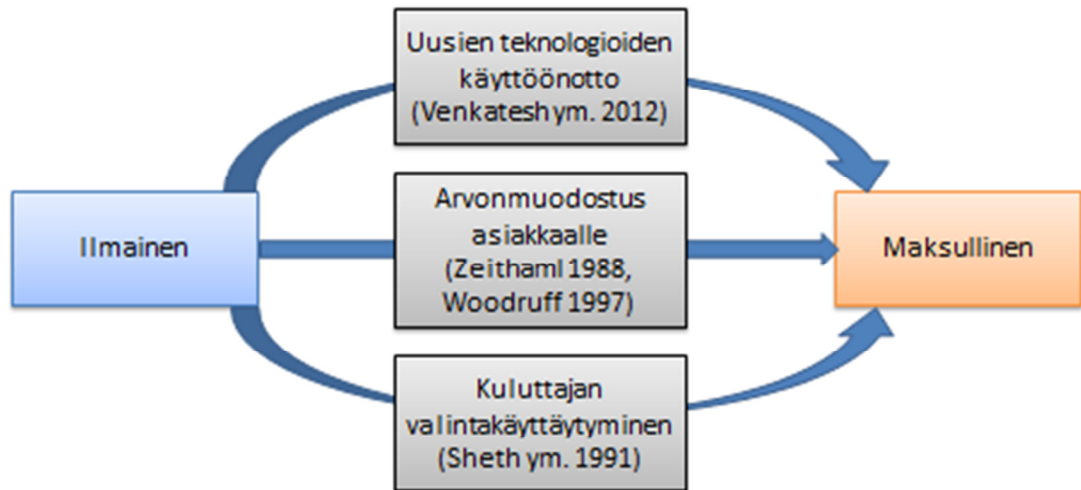 Uusien teknologioiden
käyttöönotto
(Venkatesh ym. 2012)
Ilmainen
Arvonmuodostus
asiakkaalle
(Zeithaml 1988,
Woodruff 1997)
Maksullinen
Kuluttajan
valintakäyttäytyminen
(Sheth ym. 1991)